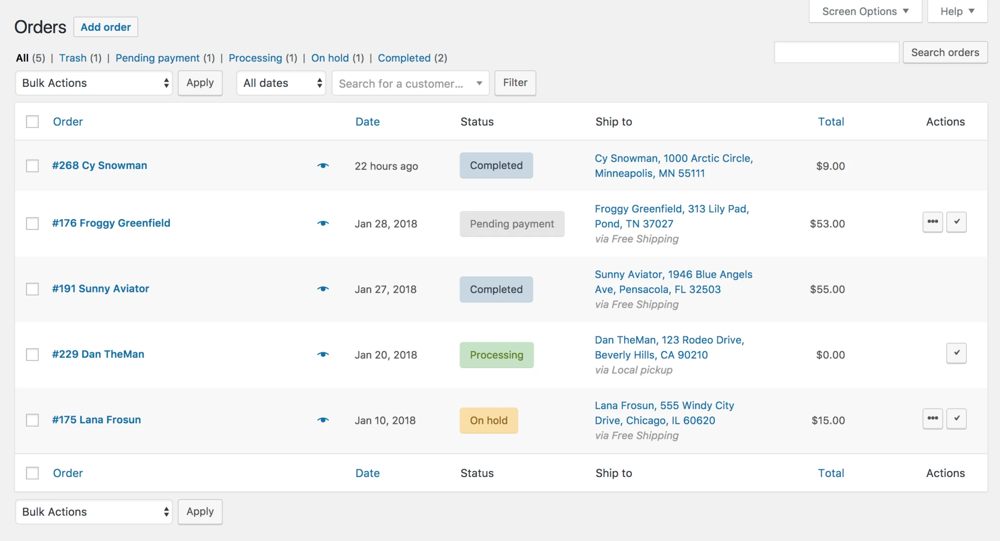 Screen Options
Help
Orders
Add order
All (5) | Trash (1) | Pending payment (1) | Processing (1) | On hold (1) | Completed (2)
Search orders
Bulk Actions
Apply
All dates
Search for a customer...
Filter
Order
Date
Status
Ship to
Total
Actions
#268 Cy Snowman
22 hours ago
Completed
Cy Snowman, 1000 Arctic Circle,
Minneapolis, MN 55111
$9.00
#176 Froggy Greenfield
Jan 28, 2018
Pending payment
Froggy Greenfield, 313 Lily Pad,
Pond, TN 37027
via Free Shipping
$53.00
#191 Sunny Aviator
Jan 27, 2018
Completed
Sunny Aviator, 1946 Blue Angels
Ave, Pensacola, FL 32503
via Free Shipping
$55.00
#229 Dan TheMan
Jan 20, 2018
Processing
Dan TheMan, 123 Rodeo Drive,
Beverly Hills, CA 90210
via Local pickup
$0.00
#175 Lana Frosun
Jan 10, 2018
On hold
Lana Frosun, 555 Windy City
Drive, Chicago, IL 60620
via Free Shipping
$15.00
Order
Date
Status
Ship to
Total
Actions
Bulk Actions
Apply